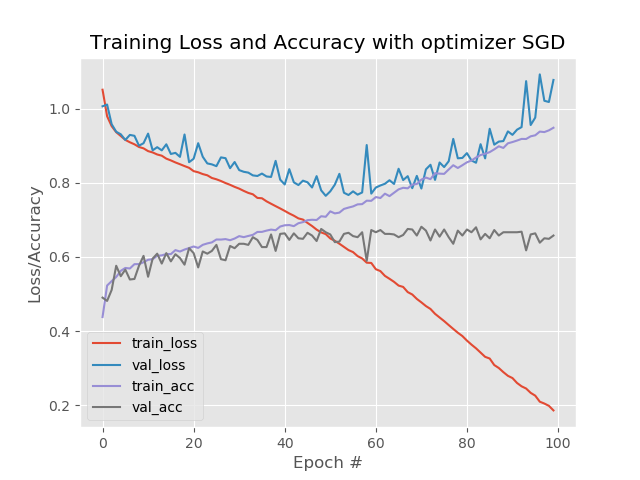 Training Loss and Accuracy with optimizer SGD
Loss/Accuracy
1.0
0.8
0.6
0.4
0.2
train_loss
val_loss
train_acc
val_acc
0 20 40 60 80 100
Epoch #